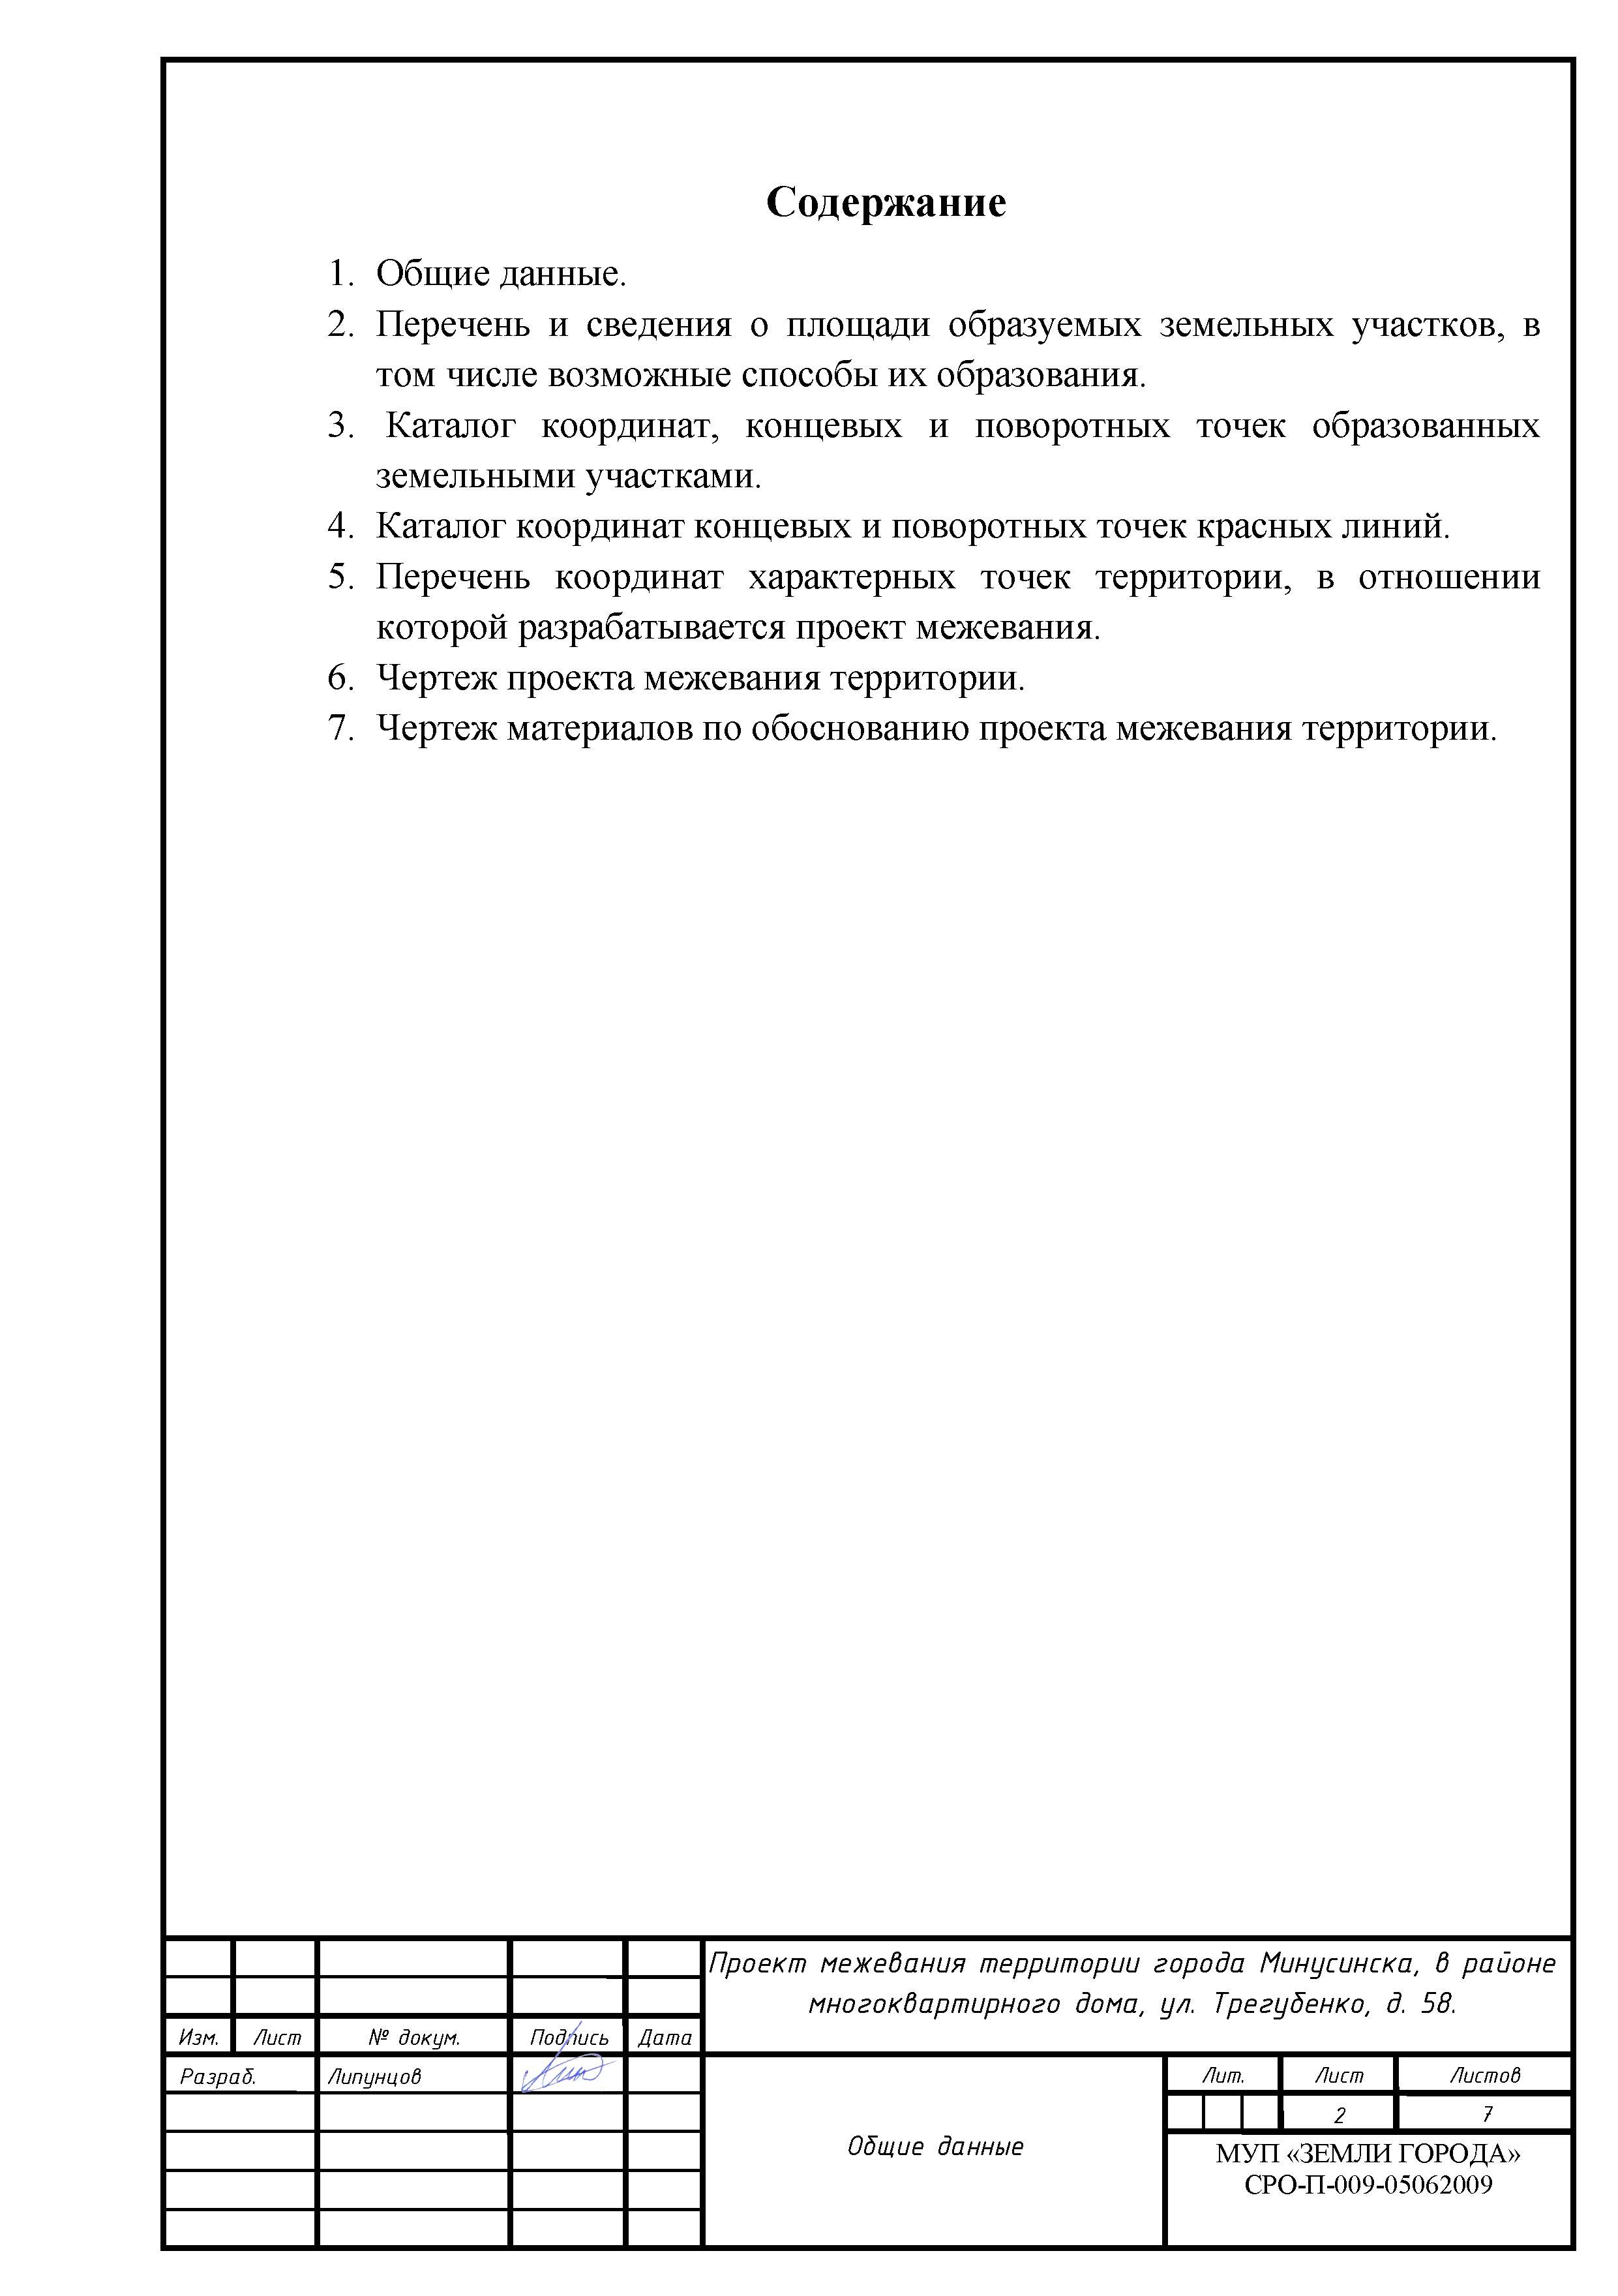 Содержание
1. Общие данные.
2. Перечень и сведения о площади образуемых земельных участков, в
том числе возможные способы их образования.
3. Каталог координат, концевых и поворотных точек образованных
земельными участками.
4. Каталог координат концевых и поворотных точек красных линий.
5. Перечень координат характерных точек территории, в отношении
которой разрабатывается проект межевания.
6. Чертеж проекта межевания территории.
7. Чертеж материалов по обоснованию проекта межевания территории.
Проект межевания территории города Минусинска, в районе
многоквартирного дома, ул. Трегубенко, д. 58.
Изм. Лист № докум. Подпись Дата
Разраб. Липунцов
Общие данные
Лит. Лист Листов
2 7
МУП «ЗЕМЛИ ГОРОДА»
СРО-П-009-05062009